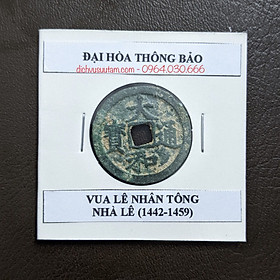 ĐẠI HÒA THÔNG BẢO
dichvusuutam.com - 0964.030.666
大
寶 通
和
VUA LÊ NHÂN TÔNG
NHÀ LÊ (1442-1459)